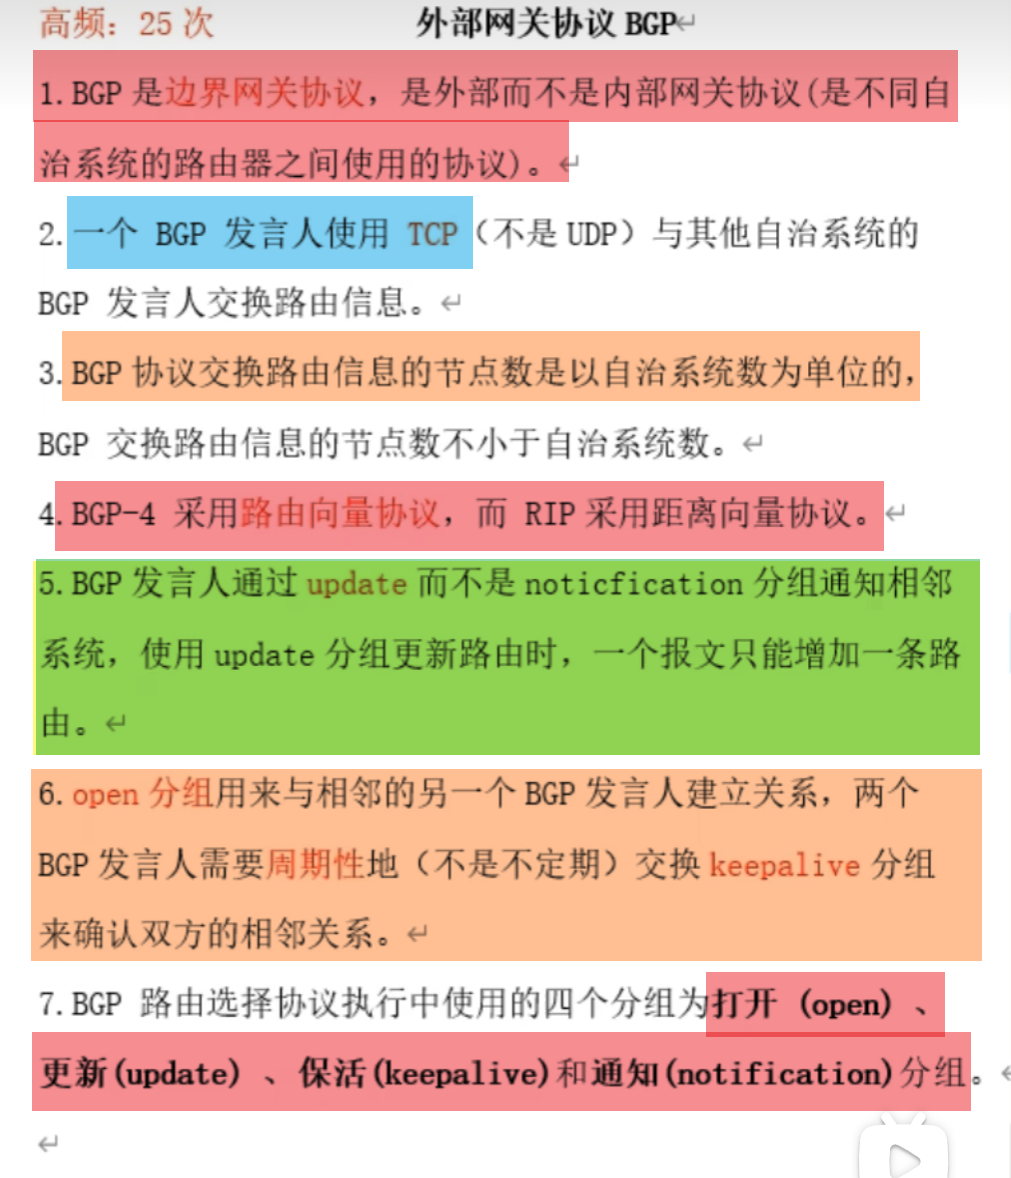 高频：25 次 外部网关协议 BGP↵
1.BGP 是边界网关协议，是外部而不是内部网关协议(是不同自
治系统的路由器之间使用的协议)。↵
2.一个 BGP 发言人使用 TCP（不是 UDP）与其他自治系统的
BGP 发言人交换路由信息。↵
3.BGP 协议交换路由信息的节点数是以自治系统数为单位的，
BGP 交换路由信息的节点数不小于自治系统数。↵
4.BGP-4 采用路由向量协议，而 RIP 采用距离向量协议。↵
5.BGP 发言人通过 update 而不是 noticfication 分组通知相邻
系统，使用 update 分组更新路由时，一个报文只能增加一条路
由。↵
6.open 分组用来与相邻的另一个 BGP 发言人建立关系，两个
BGP 发言人需要周期性地（不是不定期）交换 keepalive 分组
来确认双方的相邻关系。↵
7.BGP 路由选择协议执行中使用的四个分组为打开 (open) 、
更新(update) 、保活(keepalive)和通知(notification)分组。↵
↵